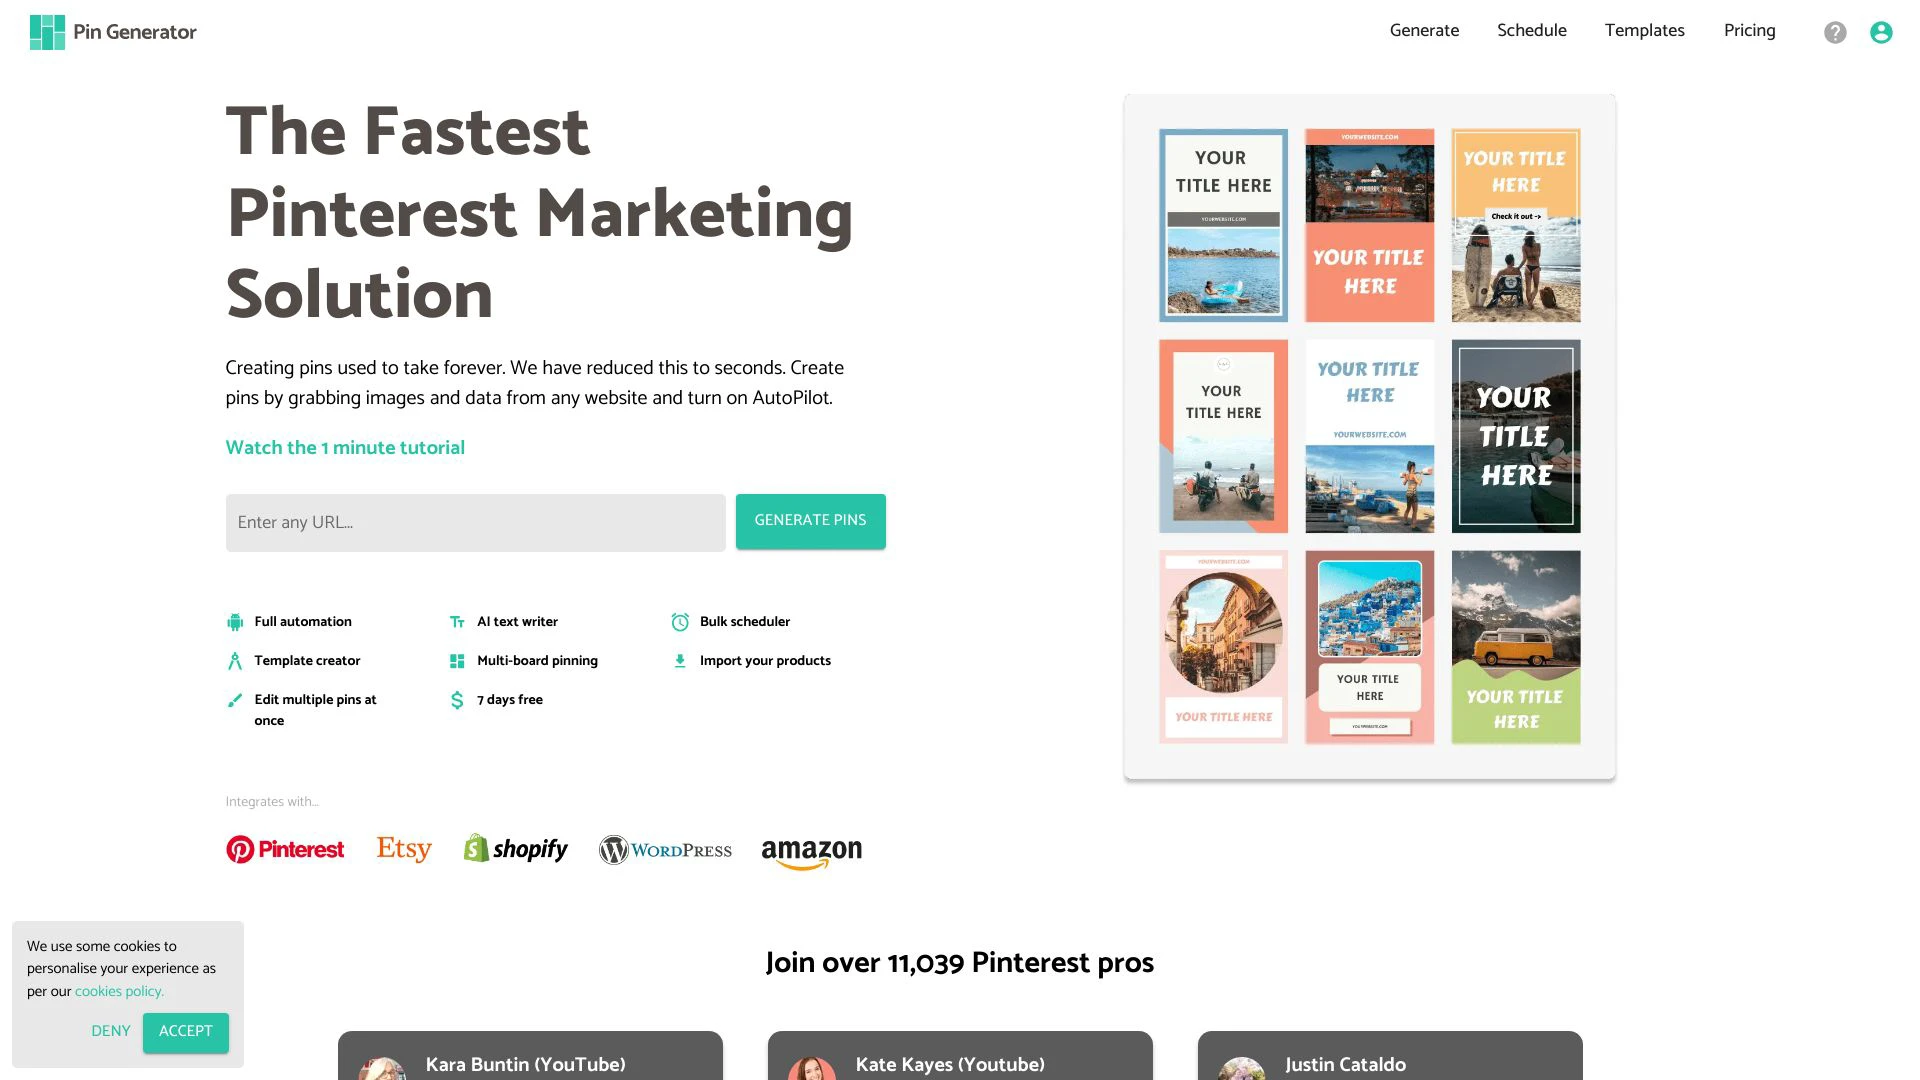 Pin Generator
Generate
Schedule
Templates
Pricing
The Fastest
Pinterest Marketing
Solution
Creating pins used to take forever. We have reduced this to seconds. Create
pins by grabbing images and data from any website and turn on AutoPilot.
Watch the 1 minute tutorial
Enter any URL...
GENERATE PINS
Full automation
AI text writer
Bulk scheduler
Template creator
Multi-board pinning
Import your products
Edit multiple pins at
once
7 days free
Integrates with...
Pinterest
Etsy
shopify
WORDPRESS
amazon
YOUR
TITLE HERE
YOURWEBSITE.COM
YOURWEBSITE.COM
YOUR TITLE
HERE
YOUR TITLE
HERE
Check it out ->
YOUR
TITLE HERE
YOUR TITLE
HERE
YOURWEBSITE.COM
YOUR
TITLE
HERE
YOURWEBSITE.COM
YOUR TITLE HERE
YOUR TITLE
HERE
YOURWEBSITE.COM
YOUR TITLE
HERE
We use some cookies to
personalise your experience as
per our cookies policy.
DENY
ACCEPT
Join over 11,039 Pinterest pros
Kara Buntin (YouTube)
Kate Kayes (Youtube)
Justin Cataldo